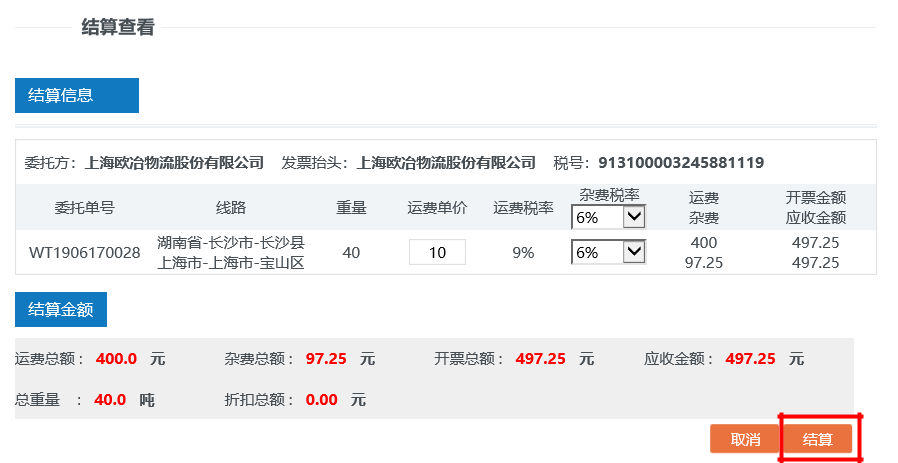 结算查看
结算信息
委托方：上海欧冶物流股份有限公司 发票抬头：上海欧冶物流股份有限公司 税号：913100003245881119
委托单号 线路 重量 运费单价 运费税率 杂费税率 6% 运费 杂费 开票金额 应收金额
WT1906170028 湖南省-长沙市-长沙县 上海市-上海市-宝山区 40 10 9% 6% 400 97.25 497.25 497.25
结算金额
运费总额：400.0 元 杂费总额：97.25 元 开票总额：497.25 元 应收金额：497.25 元
总重量 ：40.0 吨 折扣总额：0.00 元
取消 结算